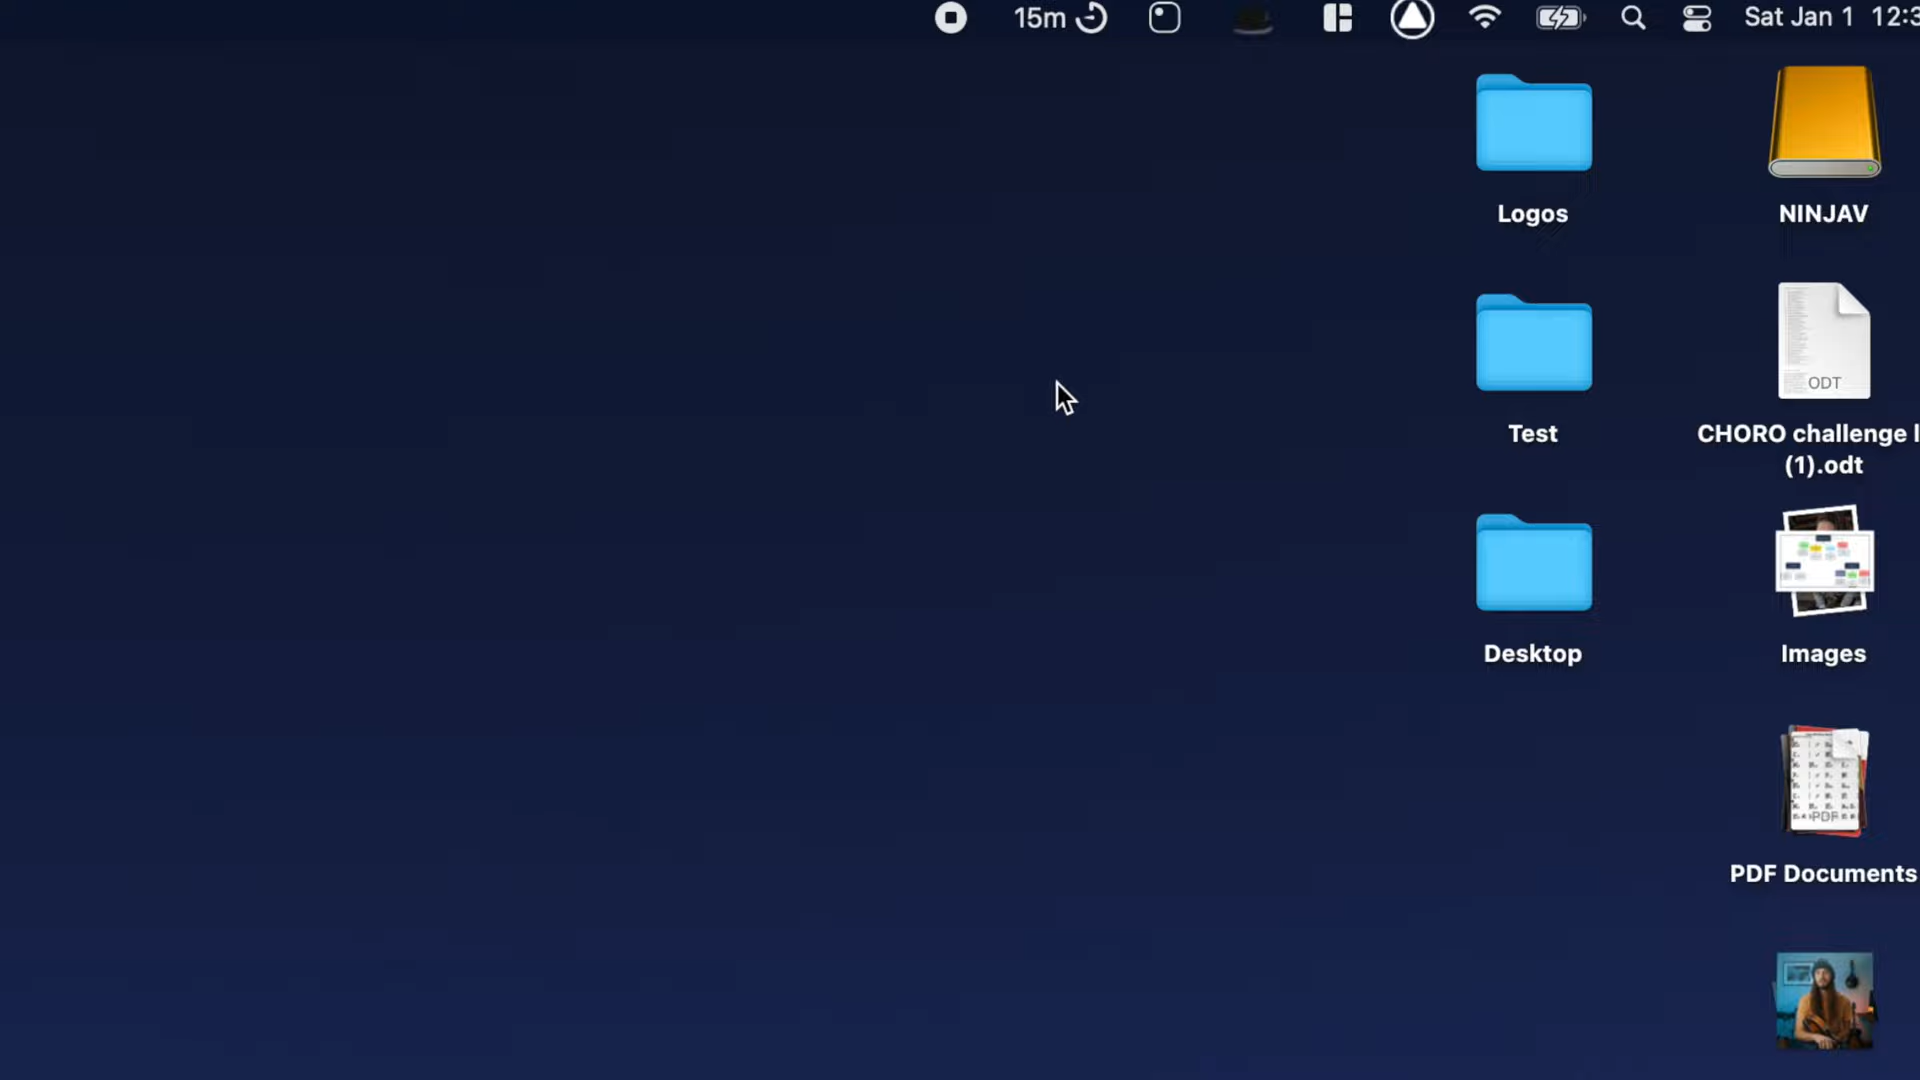 15m
Sat Jan 1 12:3
Logos
NINJAV
ODT
Test
CHORO challenge l
(1).odt
Desktop
Images
PDF
PDF Documents